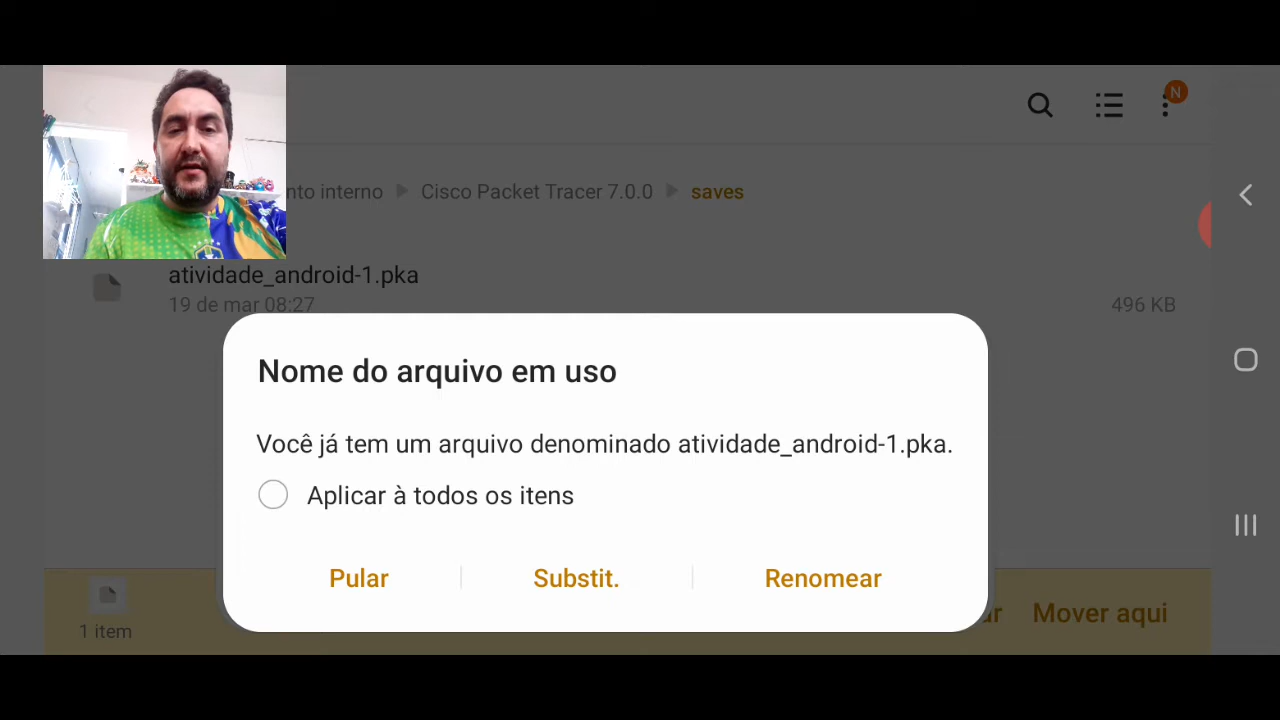 N
nto interno Cisco Packet Tracer 7.0.0 saves
atividade_android-1.pka
19 de mar 08:27
496 KB
Nome do arquivo em uso
Você já tem um arquivo denominado atividade_android-1.pka.
Aplicar à todos os itens
Pular Substit. Renomear
1 item
ar Mover aqui